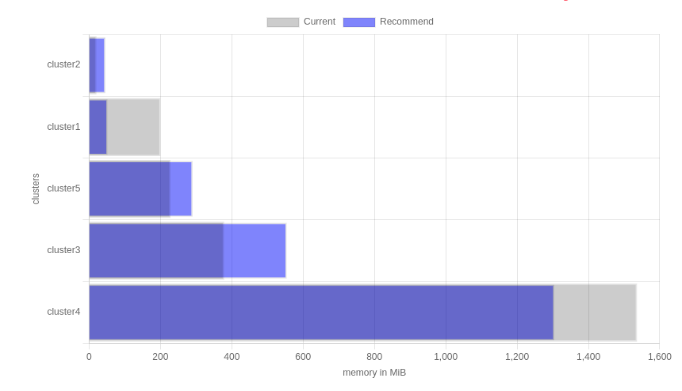 Current Recommend
cluster2
cluster1
cluster5
cluster3
cluster4
clusters
0 200 400 600 800 1,000 1,200 1,400 1,600
memory in MiB